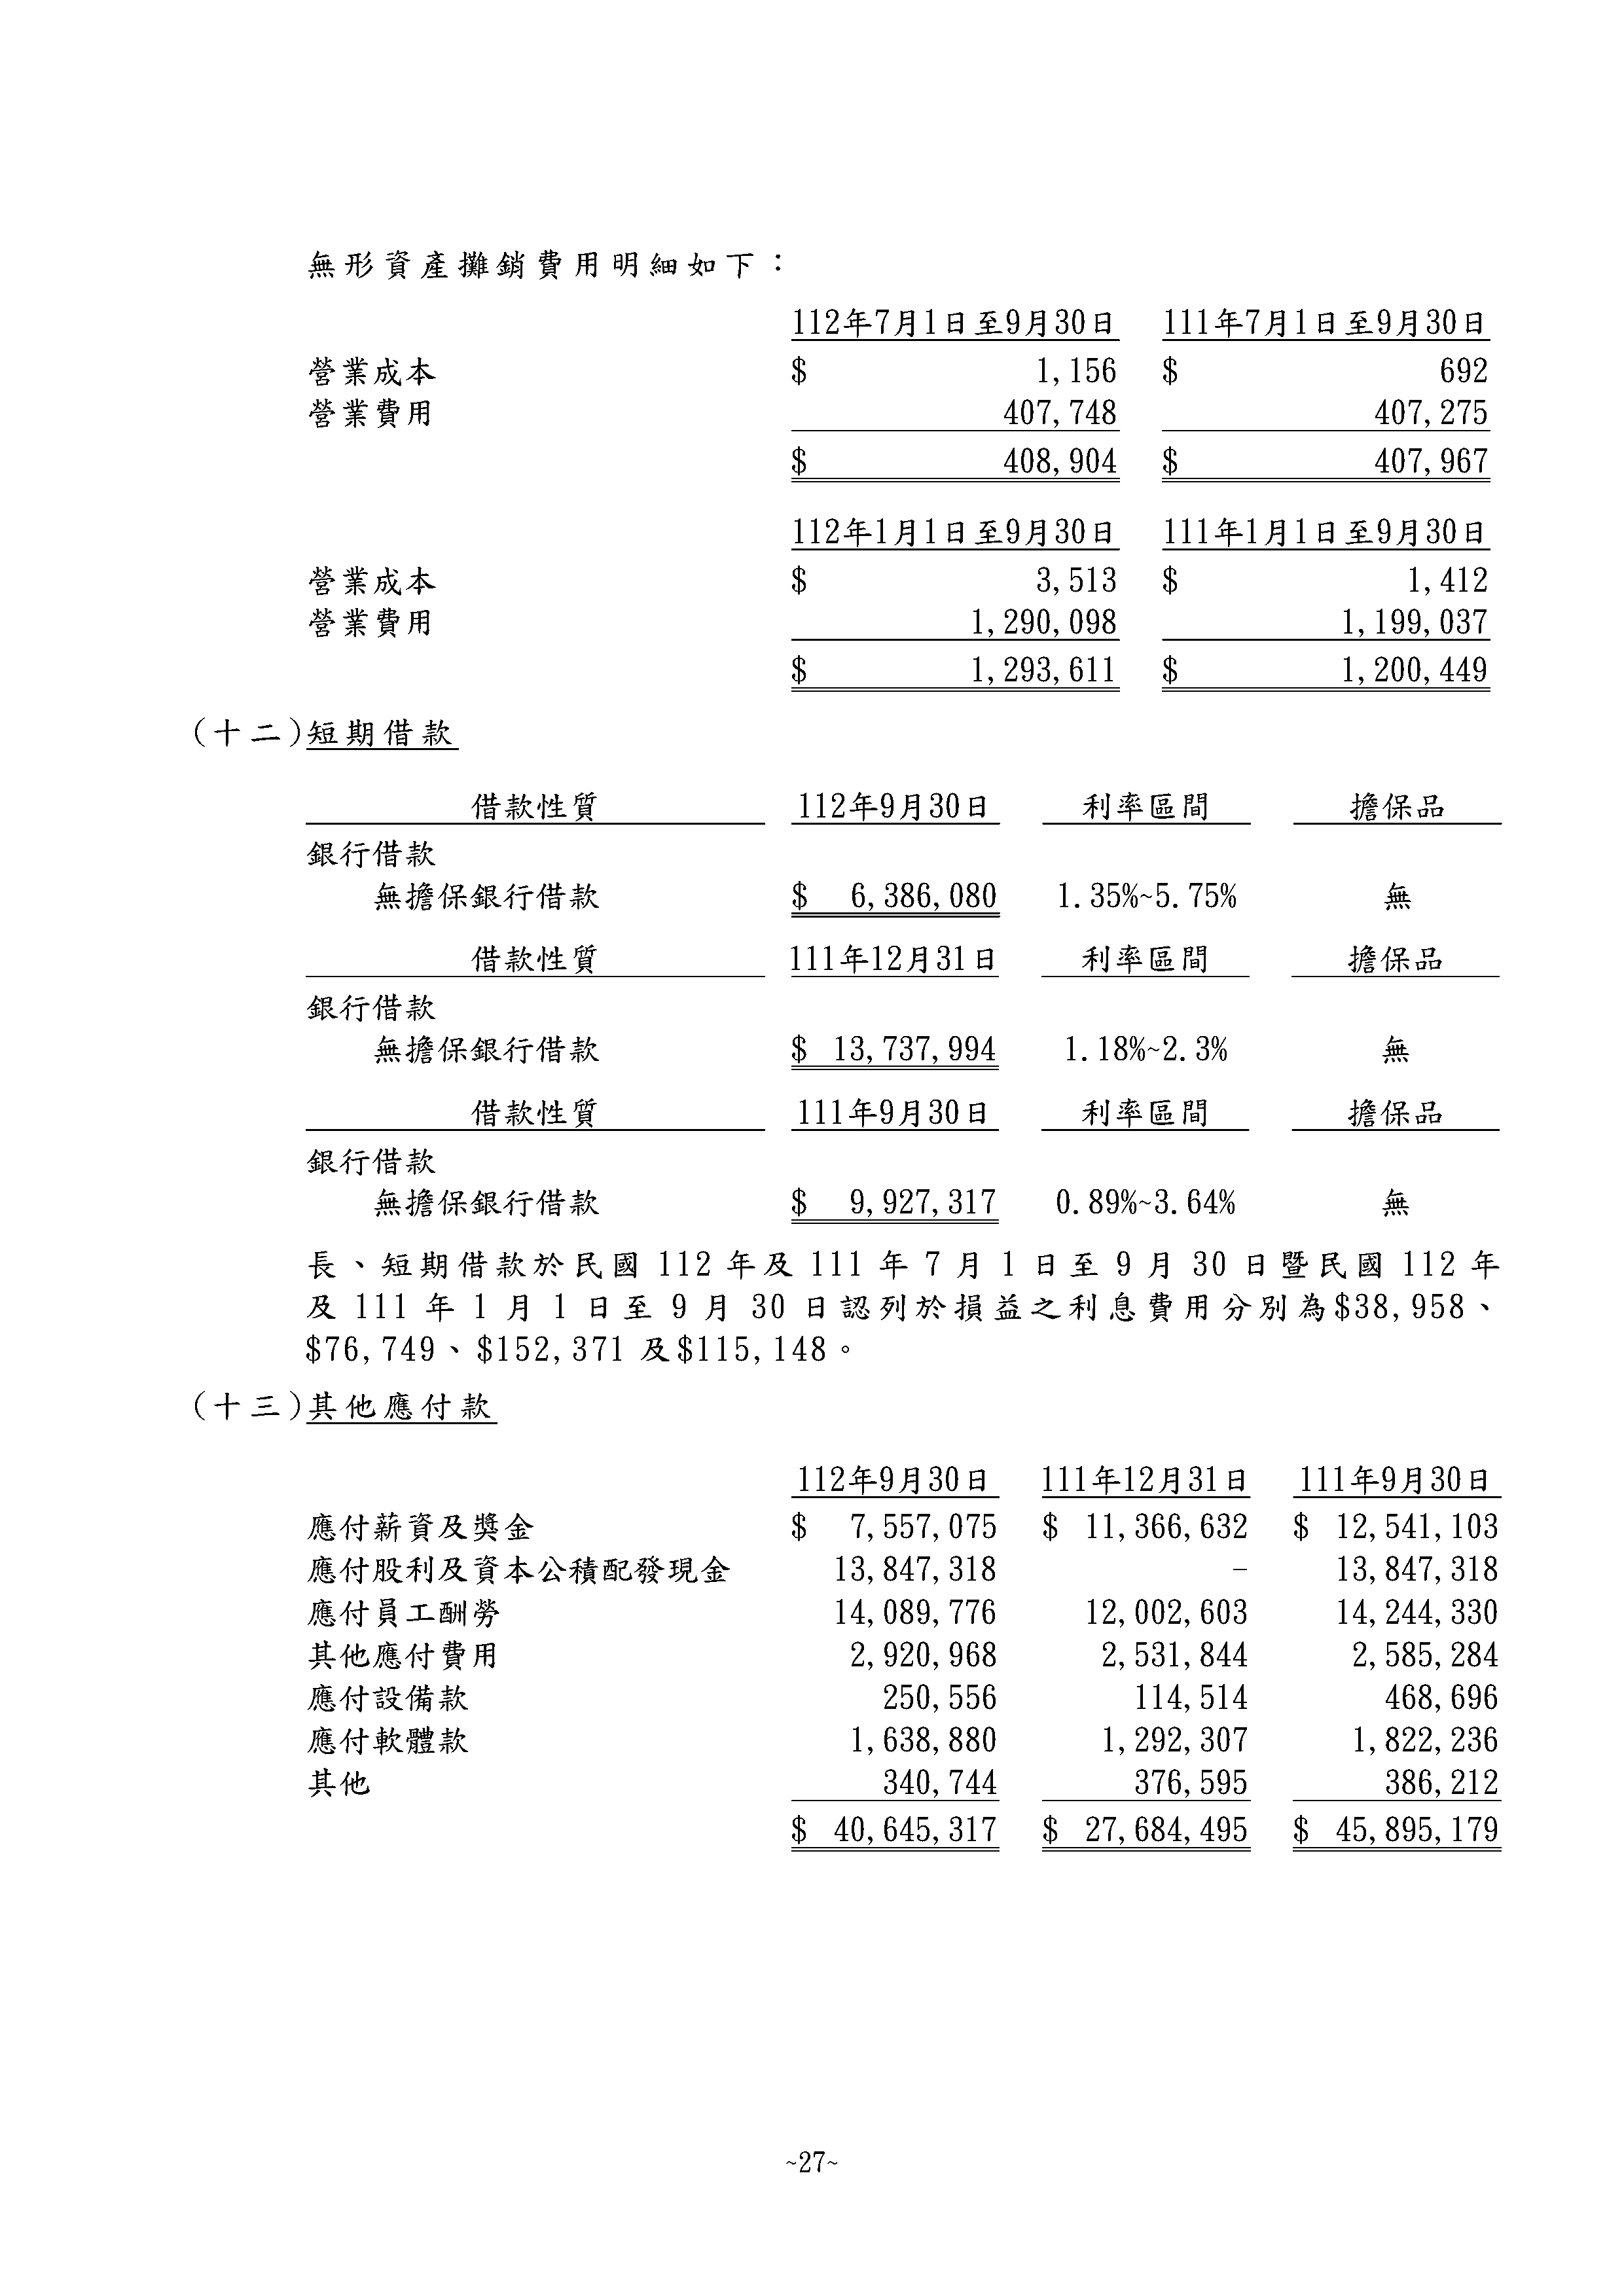 無形資產攤銷費用明細如下：
112年7月1日至9月30日 111年7月1日至9月30日
營業成本 $ 1,156 $ 692
營業費用 407,748 407,275
$ 408,904 $ 407,967
112年1月1日至9月30日 111年1月1日至9月30日
營業成本 $ 3,513 $ 1,412
營業費用 1,290,098 1,199,037
$ 1,293,611 $ 1,200,449
(十二)短期借款
借款性質 112年9月30日 利率區間 擔保品
銀行借款
無擔保銀行借款 $ 6,386,080 1.35%~5.75% 無
借款性質 111年12月31日 利率區間 擔保品
銀行借款
無擔保銀行借款 $ 13,737,994 1.18%~2.3% 無
借款性質 111年9月30日 利率區間 擔保品
銀行借款
無擔保銀行借款 $ 9,927,317 0.89%~3.64% 無
長、短期借款於民國 112 年及 111 年 7 月 1 日至 9 月 30 日暨民國 112 年
及 111 年 1 月 1 日至 9 月 30 日認列於損益之利息費用分別為$38,958、
$76,749、$152,371 及$115,148。
(十三)其他應付款
112年9月30日 111年12月31日 111年9月30日
應付薪資及獎金 $ 7,557,075 $ 11,366,632 $ 12,541,103
應付股利及資本公積配發現金 13,847,318 - 13,847,318
應付員工酬勞 14,089,776 12,002,603 14,244,330
其他應付費用 2,920,968 2,531,844 2,585,284
應付設備款 250,556 114,514 468,696
應付軟體款 1,638,880 1,292,307 1,822,236
其他 340,744 376,595 386,212
$ 40,645,317 $ 27,684,495 $ 45,895,179
~27~